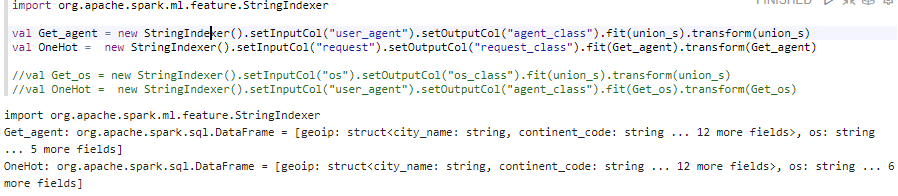 FINISHED
import org.apache.spark.ml.feature.StringIndexer
val Get_agent = new StringIndexer().setInputCol("user_agent").setOutputCol("agent_class").fit(union_s).transform(union_s)
val OneHot =  new StringIndexer().setInputCol("request").setOutputCol("request_class").fit(Get_agent).transform(Get_agent)
//val Get_os = new StringIndexer().setInputCol("os").setOutputCol("os_class").fit(union_s).transform(union_s)
//val OneHot =  new StringIndexer().setInputCol("user_agent").setOutputCol("agent_class").fit(Get_os).transform(Get_os)
import org.apache.spark.ml.feature.StringIndexer
Get_agent: org.apache.spark.sql.DataFrame = [geoip: struct<city_name: string, continent_code: string ... 12 more fields>, os: string
... 5 more fields]
OneHot: org.apache.spark.sql.DataFrame = [geoip: struct<city_name: string, continent_code: string ... 12 more fields>, os: string ... 6
more fields]